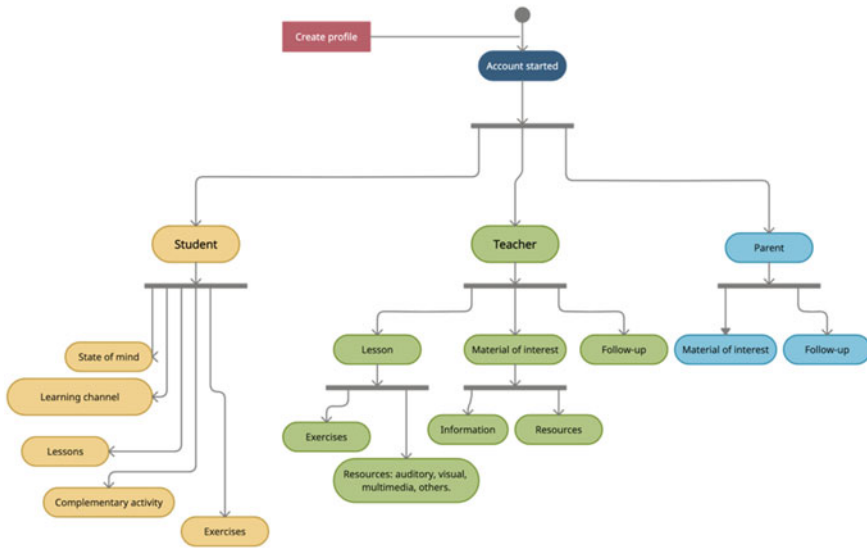 Create profile
Account started
Student
Teacher
Parent
State of mind
Learning channel
Lessons
Complementary activity
Exercises
Lesson
Material of interest
Follow-up
Exercises
Resources: auditory, visual,
multimedia, others.
Information
Resources
Material of interest
Follow-up